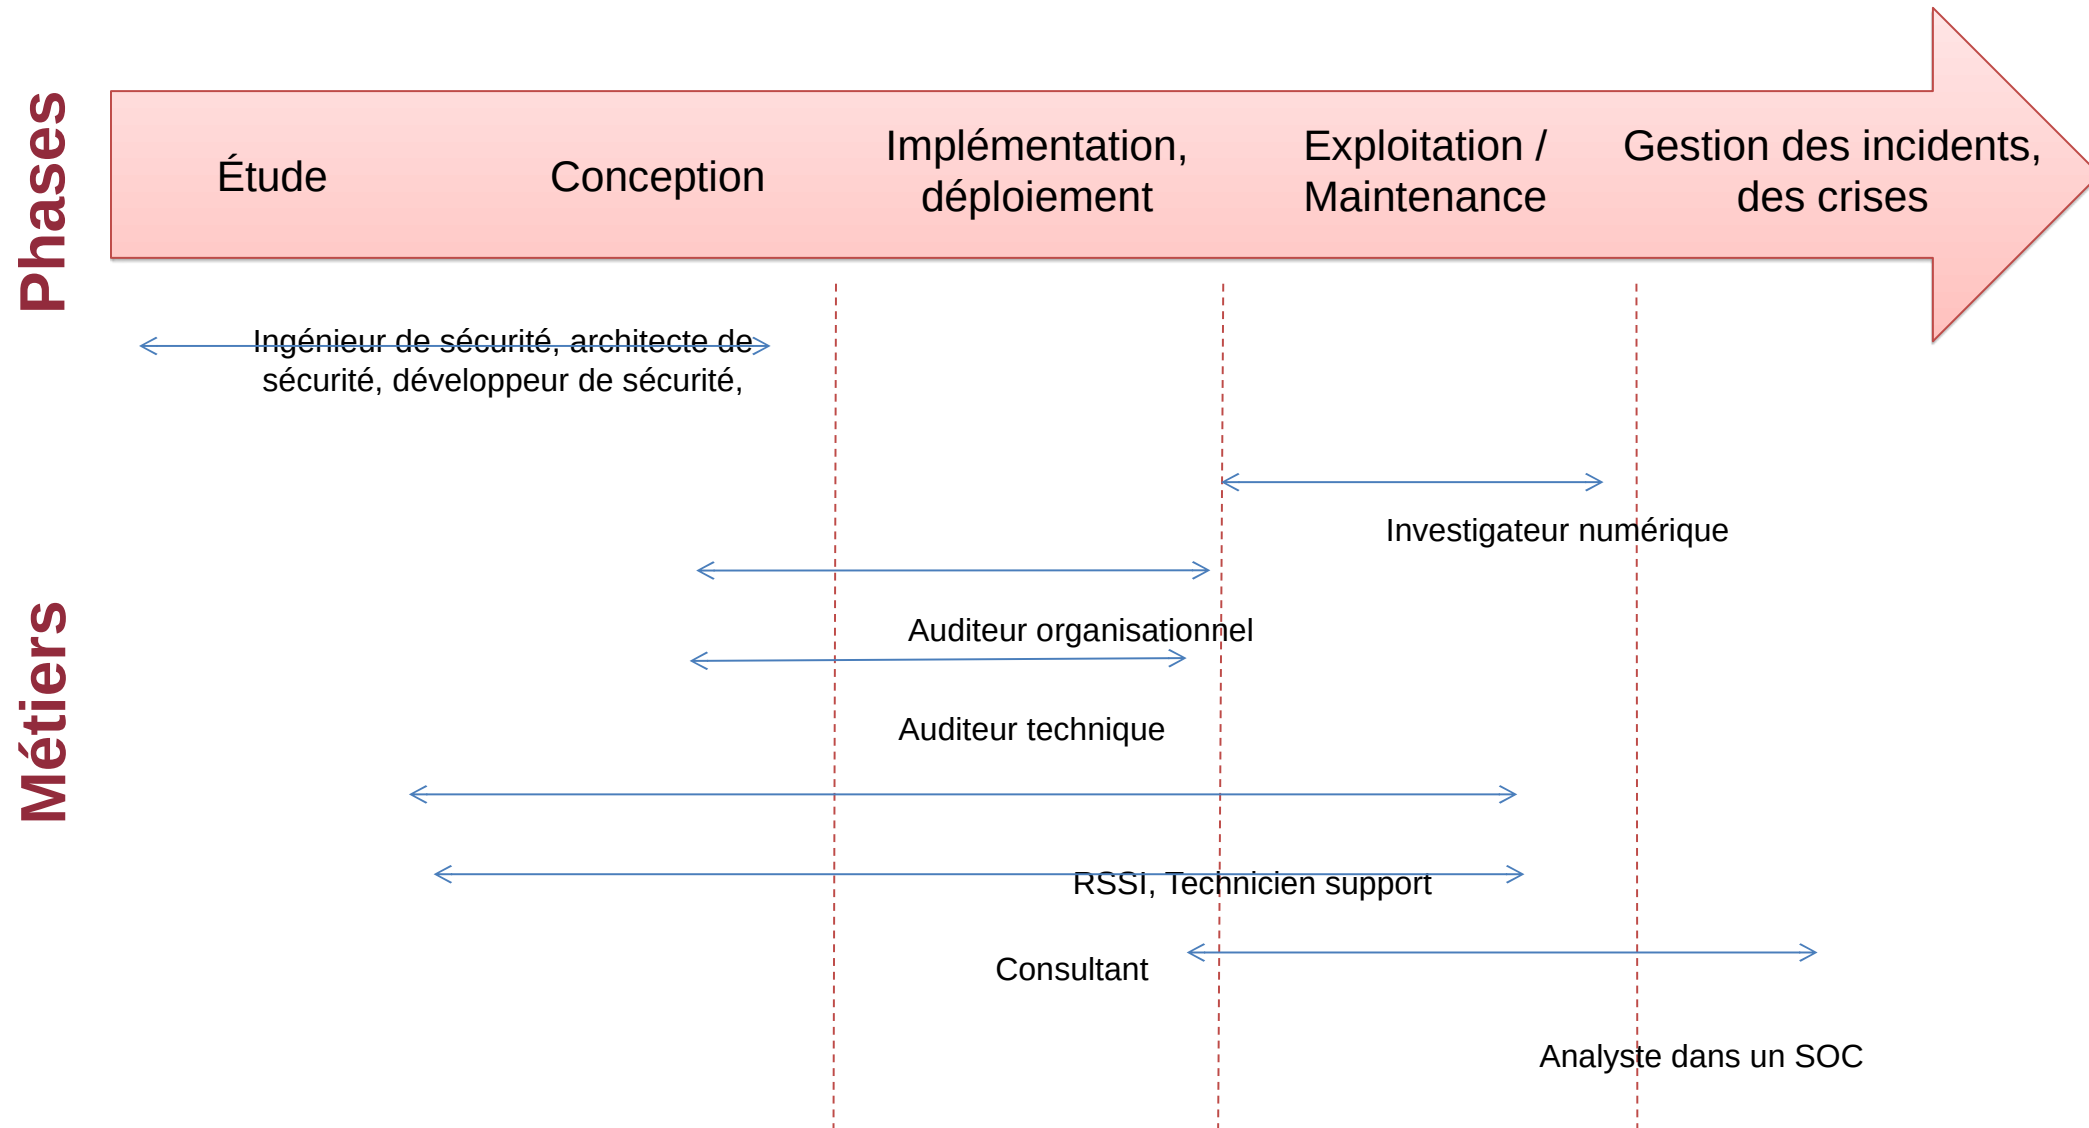 Phases
Étude
Conception
Implémentation,
déploiement
Exploitation /
Maintenance
Gestion des incidents,
des crises
Métiers
Ingénieur de sécurité, architecte de
sécurité, développeur de sécurité,
Investigateur numérique
Auditeur organisationnel
Auditeur technique
RSSI, Technicien support
Consultant
Analyste dans un SOC